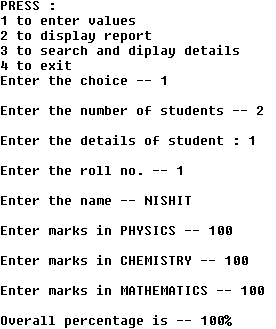 PRESS :
1 to enter values
2 to display report
3 to search and diplay details
4 to exit
Enter the choice -- 1
Enter the number of students -- 2
Enter the details of student : 1
Enter the roll no. -- 1
Enter the name -- NISHIT
Enter marks in PHYSICS -- 100
Enter marks in CHEMISTRY -- 100
Enter marks in MATHEMATICS -- 100
Overall percentage is -- 100%